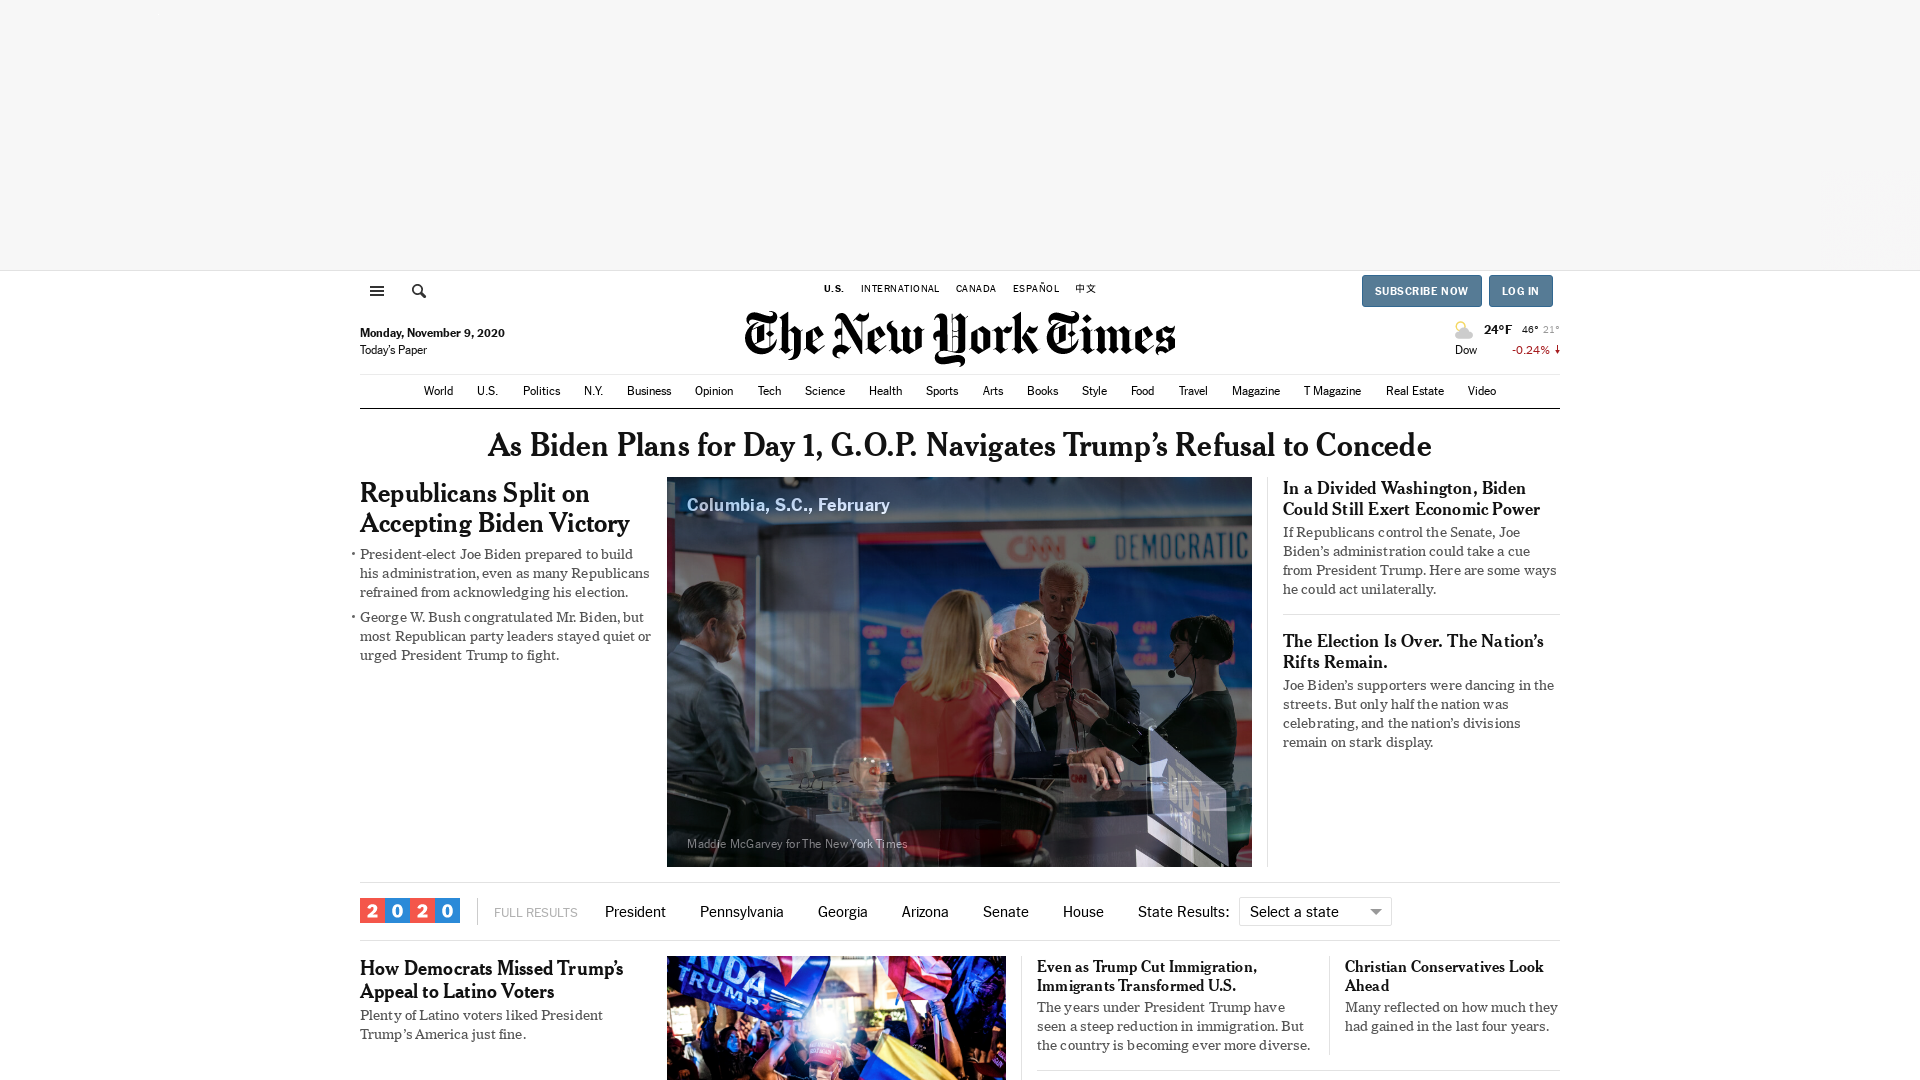 U.S. INTERNATIONAL CANADA ESPAÑOL 中文
SUBSCRIBE NOW LOG IN
Monday, November 9, 2020
Today's Paper
The New York Times
24°F 46° 21°
Dow -0.24% ↓
World U.S. Politics N.Y. Business Opinion Tech Science Health Sports Arts Books Style Food Travel Magazine T Magazine Real Estate Video
As Biden Plans for Day 1, G.O.P. Navigates Trump’s Refusal to Concede
Republicans Split on
Accepting Biden Victory
• President-elect Joe Biden prepared to build
his administration, even as many Republicans
refrained from acknowledging his election.
• George W. Bush congratulated Mr. Biden, but
most Republican party leaders stayed quiet or
urged President Trump to fight.
Columbia, S.C., February
CNN DEMOCRATIC
CNN
BIDEN
PRESIDENT
Maddie McGarvey for The New York Times
In a Divided Washington, Biden
Could Still Exert Economic Power
If Republicans control the Senate, Joe
Biden’s administration could take a cue
from President Trump. Here are some ways
he could act unilaterally.
The Election Is Over. The Nation’s
Rifts Remain.
Joe Biden’s supporters were dancing in the
streets. But only half the nation was
celebrating, and the nation’s divisions
remain on stark display.
2020 FULL RESULTS President Pennsylvania Georgia Arizona Senate House State Results: Select a state
How Democrats Missed Trump’s
Appeal to Latino Voters
Plenty of Latino voters liked President
Trump’s America just fine.
TRUMP
Even as Trump Cut Immigration,
Immigrants Transformed U.S.
The years under President Trump have
seen a steep reduction in immigration. But
the country is becoming ever more diverse.
Christian Conservatives Look
Ahead
Many reflected on how much they
had gained in the last four years.